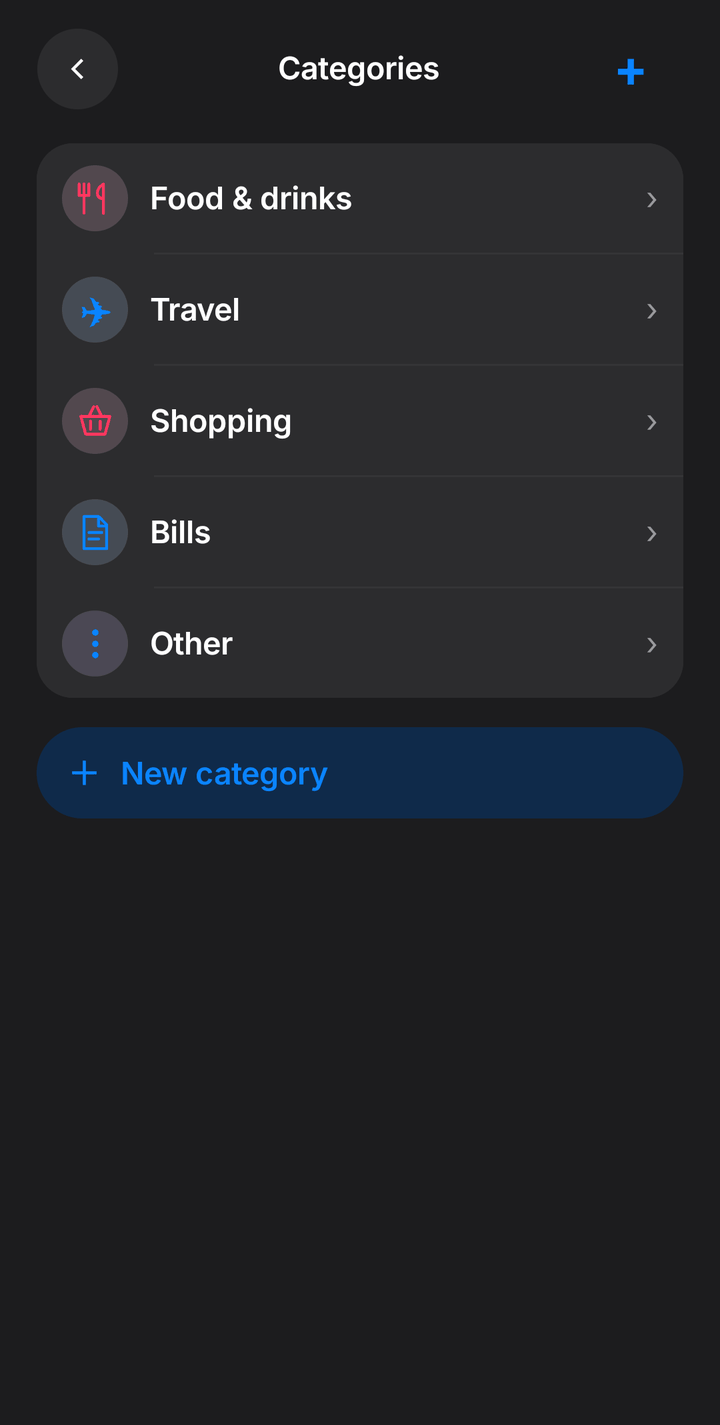 Categories
Food & drinks
Travel
Shopping
Bills
Other
New category